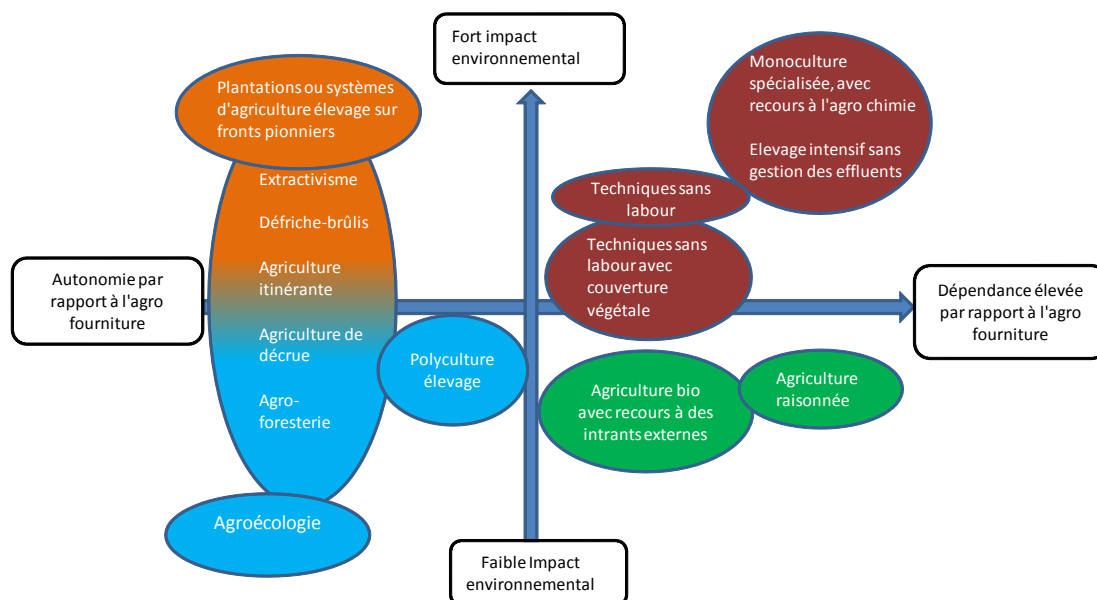 Fort impact
environnemental
Plantations ou systèmes
d'agriculture élevage sur
fronts pionniers
Extractivisme
Défriche-brûlis
Agriculture
itinérante
Agriculture de
décrue
Agro-
foresterie
Monoculture
spécialisée, avec
recours à l'agro chimie
Elevage intensif sans
gestion des effluents
Techniques sans
labour
Techniques sans
labour avec
couverture
végétale
Autonomie par
rapport à l'agro
fourniture
Dépendance élevée
par rapport à l'agro
fourniture
Polyculture
élevage
Agriculture bio
avec recours à des
intrants externes
Agriculture
raisonnée
Agroécologie
Faible Impact
environnemental